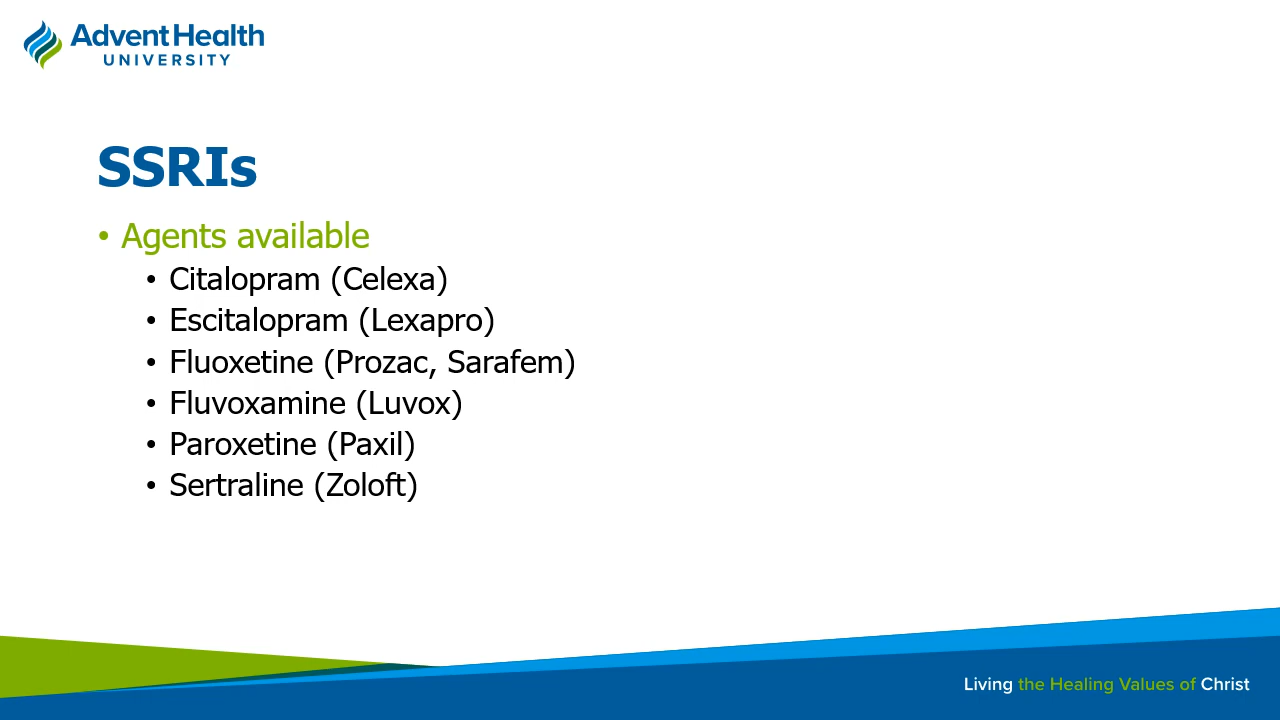 AdventHealth
UNIVERSITY
SSRIs
• Agents available
• Citalopram (Celexa)
• Escitalopram (Lexapro)
• Fluoxetine (Prozac, Sarafem)
• Fluvoxamine (Luvox)
• Paroxetine (Paxil)
• Sertraline (Zoloft)
Living the Healing Values of Christ